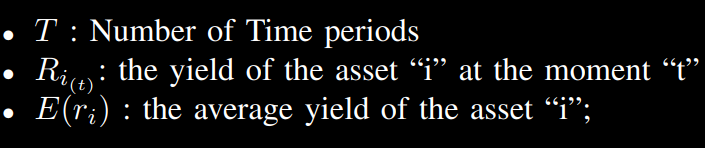 • T : Number of Time periods
• R_{i_{(t)}} : the yield of the asset “i” at the moment “t”
• E(r_i) : the average yield of the asset “i”;